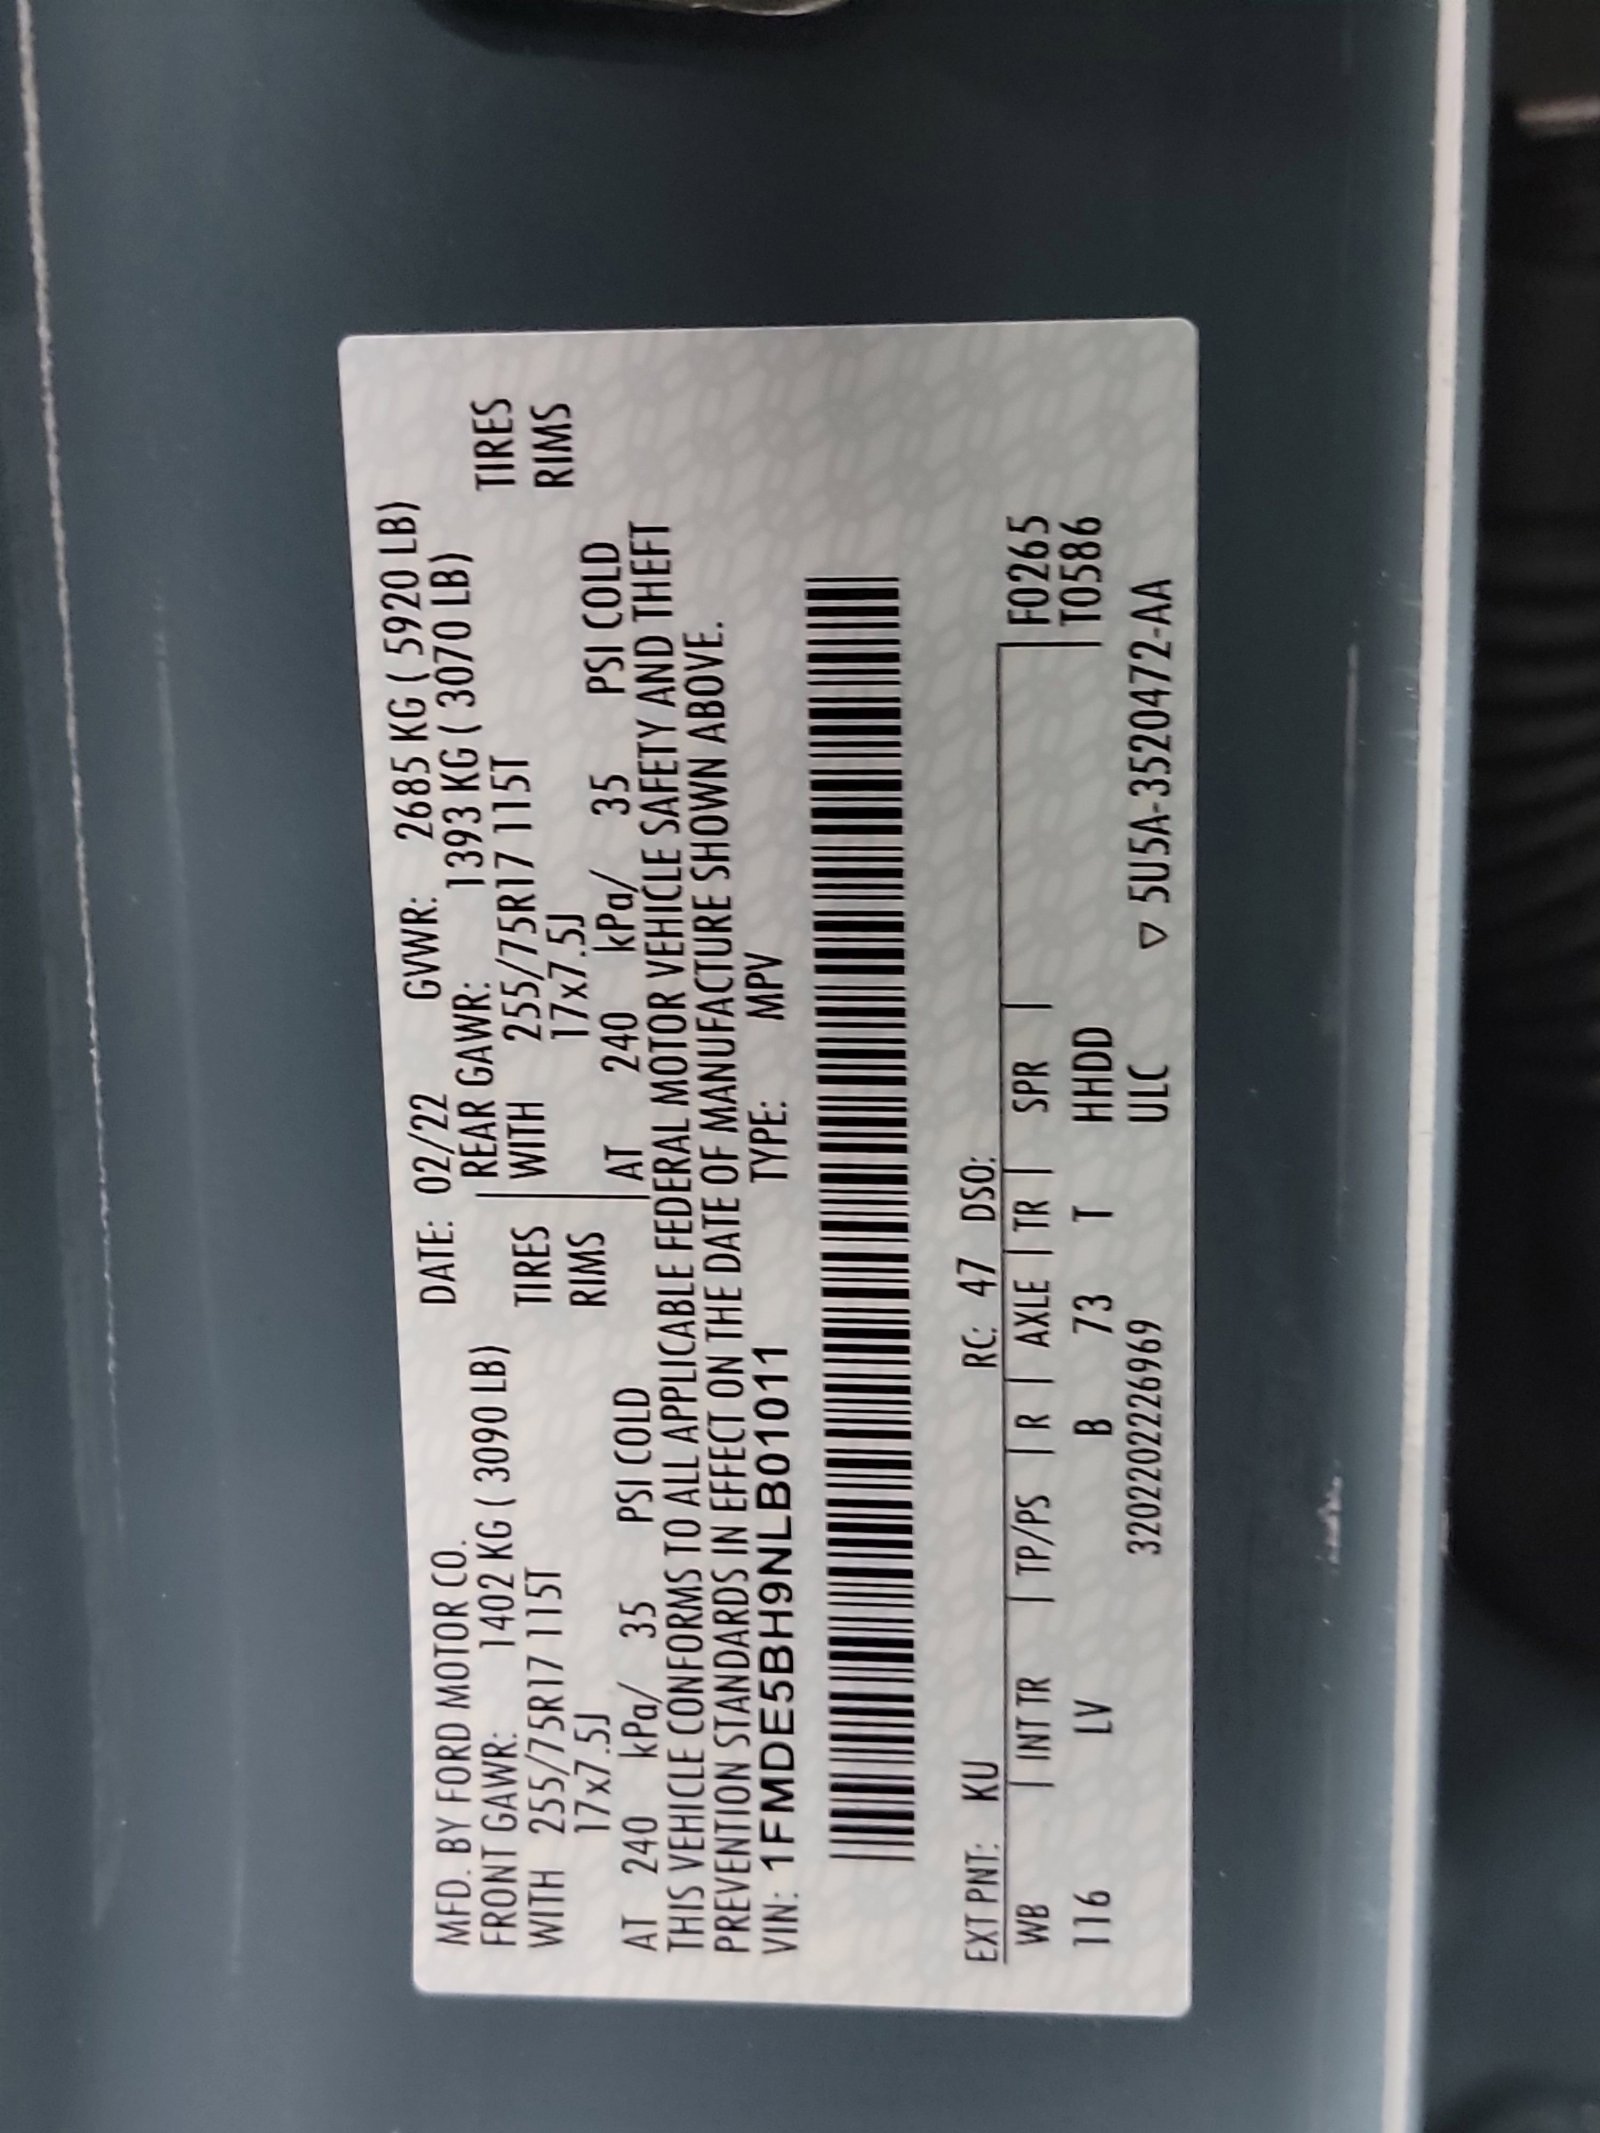 MFD. BY FORD MOTOR CO. DATE: 02/22 GVWR: 2685 KG ( 5920 LB)
FRONT GAWR: 1402 KG ( 3090 LB) REAR GAWR: 1393 KG ( 3070 LB)
WITH 255/75R17 115T TIRES WITH 255/75R17 115T TIRES
17x7.5J RIMS 17x7.5J RIMS
AT 240 kPa/ 35 PSI COLD AT 240 kPa/ 35 PSI COLD
THIS VEHICLE CONFORMS TO ALL APPLICABLE FEDERAL MOTOR VEHICLE SAFETY AND THEFT
PREVENTION STANDARDS IN EFFECT ON THE DATE OF MANUFACTURE SHOWN ABOVE.
VIN: 1FMDE5BH9NLB01011 TYPE: MPV
EXT PNT: KU RC: 47 DSO:
WB | INT TR | TP/PS | R | AXLE | TR | SPR | F0265
116 LV B 73 T HHDD T0586
3202202226969 ULC ▽ 5U5A-3520472-AA